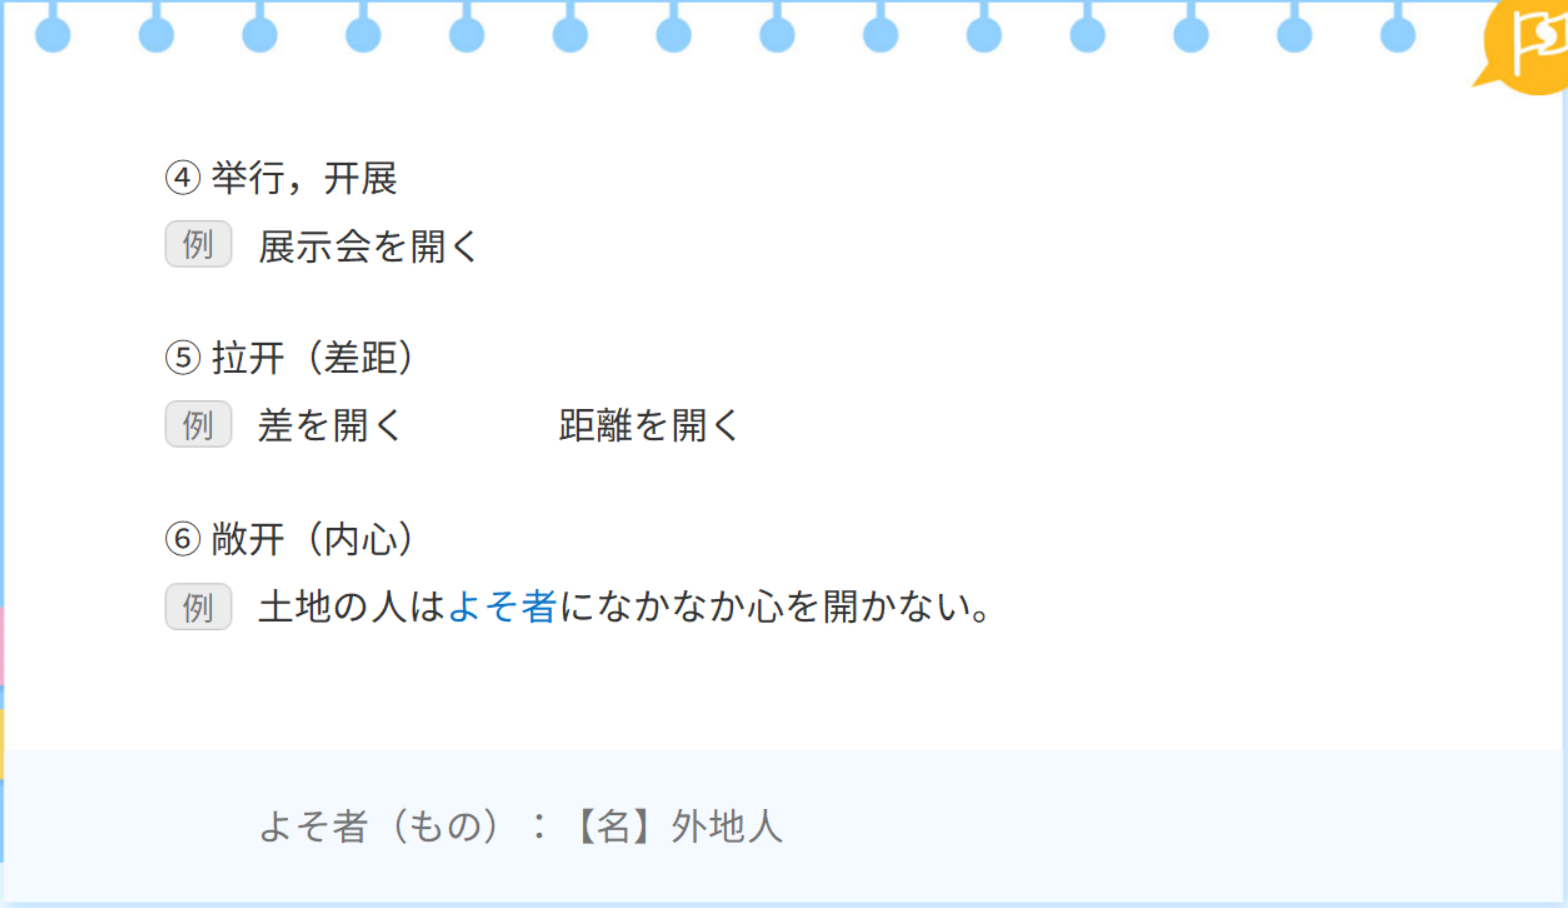 ④ 举行，开展
例 展示会を開く
⑤ 拉开（差距）
例 差を開く 距離を開く
⑥ 敞开（内心）
例 土地の人はよそ者になかなか心を開かない。
よそ者（もの）：【名】外地人